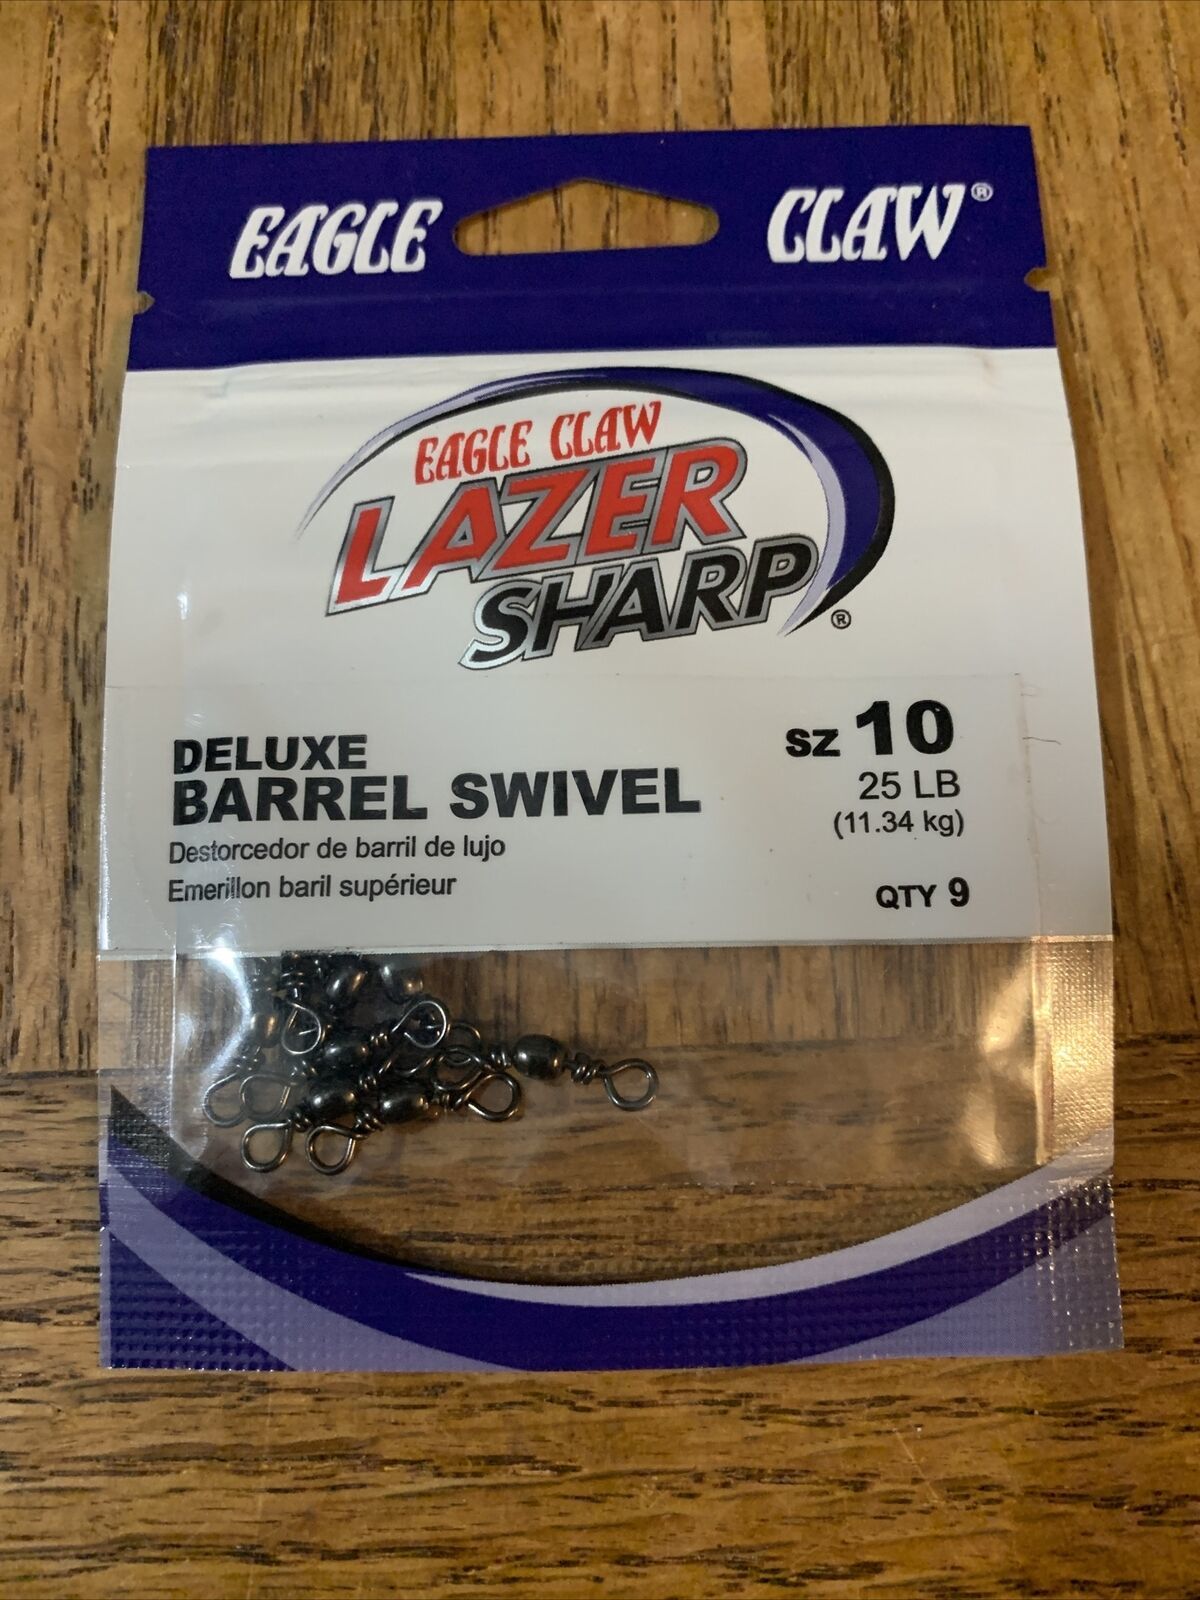 EAGLE CLAW®
EAGLE CLAW
LAZER
SHARP®
DELUXE
BARREL SWIVEL
Destorcedor de barril de lujo
Emerillon baril supérieur
SZ 10
25 LB
(11.34 kg)
QTY 9